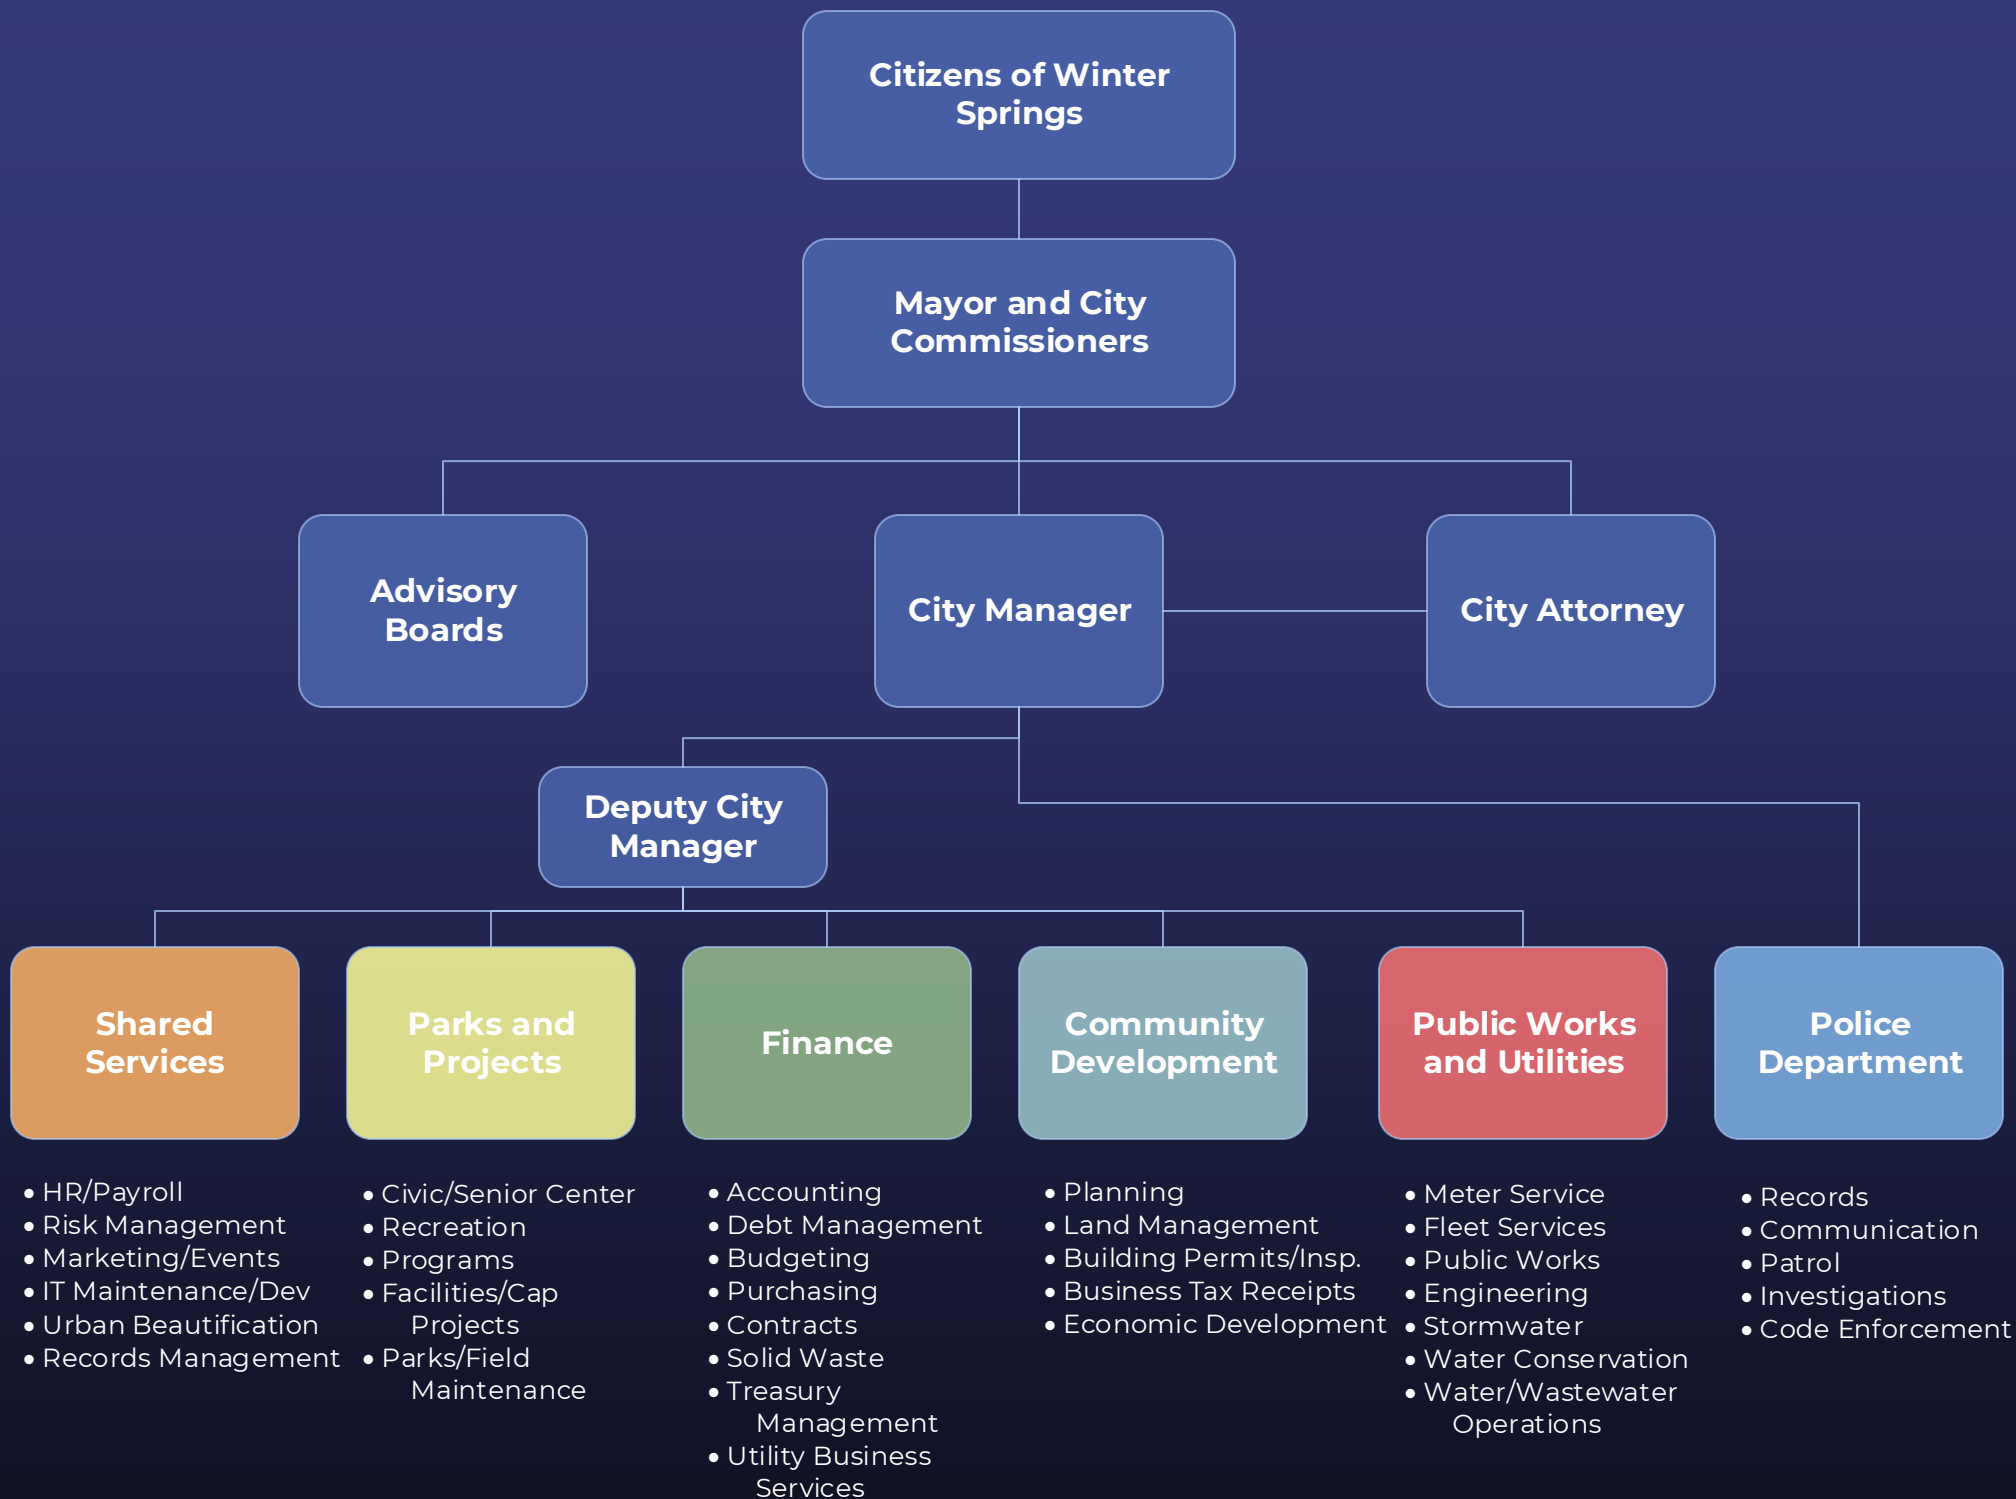 Citizens of Winter
Springs
Mayor and City
Commissioners
Advisory
Boards
City Manager
City Attorney
Deputy City
Manager
Shared
Services
Parks and
Projects
Finance
Community
Development
Public Works
and Utilities
Police
Department
• HR/Payroll
• Risk Management
• Marketing/Events
• IT Maintenance/Dev
• Urban Beautification
• Records Management
• Civic/Senior Center
• Recreation
• Programs
• Facilities/Cap
Projects
• Parks/Field
Maintenance
• Accounting
• Debt Management
• Budgeting
• Purchasing
• Contracts
• Solid Waste
• Treasury
Management
• Utility Business
Services
• Planning
• Land Management
• Building Permits/Insp.
• Business Tax Receipts
• Economic Development
• Meter Service
• Fleet Services
• Public Works
• Engineering
• Stormwater
• Water Conservation
• Water/Wastewater
Operations
• Records
• Communication
• Patrol
• Investigations
• Code Enforcement